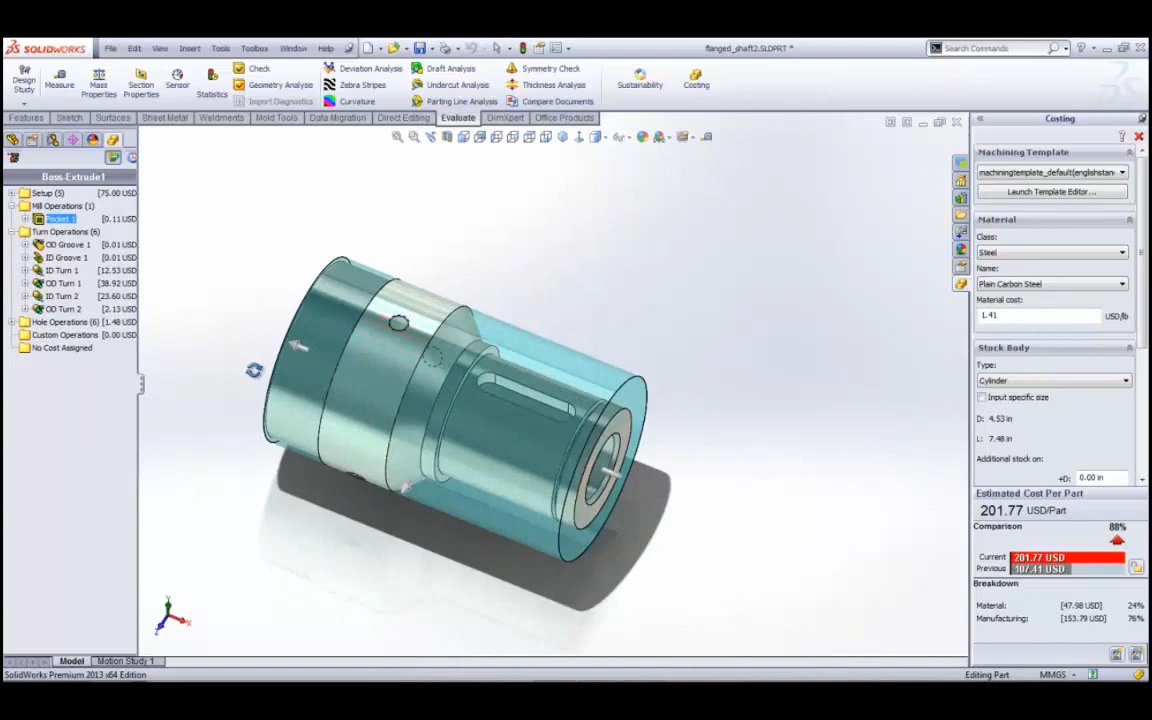 SOLIDWORKS File Edit View Insert Tools Toolbox Window Help flanged_shaft2.SLDPRT * Search Commands
Design Study
Measure
Mass Properties
Section Properties
Sensor
Statistics
Check
Geometry Analysis
Import Diagnostics
Deviation Analysis
Zebra Stripes
Curvature
Draft Analysis
Undercut Analysis
Parting Line Analysis
Symmetry Check
Thickness Analysis
Compare Documents
Sustainability
Costing
Features Sketch Surfaces Sheet Metal Weldments Mold Tools Data Migration Direct Editing Evaluate DimXpert Office Products
Boss-Extrude1
Setup (5) [75.00 USD
Mill Operations (1)
Pocket 1 [0.11 USD
Turn Operations (6)
OD Groove 1 [0.01 USD
ID Groove 1 [0.01 USD
ID Turn 1 [12.53 USD
OD Turn 1 [38.92 USD
ID Turn 2 [23.60 USD
OD Turn 2 [2.13 USD
Hole Operations (6) [1.48 USD
Custom Operations [0.00 USD
No Cost Assigned
Costing
Machining Template
machiningtemplate_default(englishstan
Launch Template Editor...
Material
Class:
Steel
Name:
Plain Carbon Steel
Material cost:
1.41 USD/lb
Stock Body
Type:
Cylinder
Input specific size
D: 4.53 in
L: 7.48 in
Additional stock on:
+D: 0.00 in
Estimated Cost Per Part
201.77 USD/Part
Comparison 88%
Current 201.77 USD
Previous 107.41 USD
Breakdown
Material: [47.98 USD] 24%
Manufacturing: [153.79 USD] 76%
Y
X
Z
Model Motion Study 1
SolidWorks Premium 2013 x64 Edition Editing Part MMGS